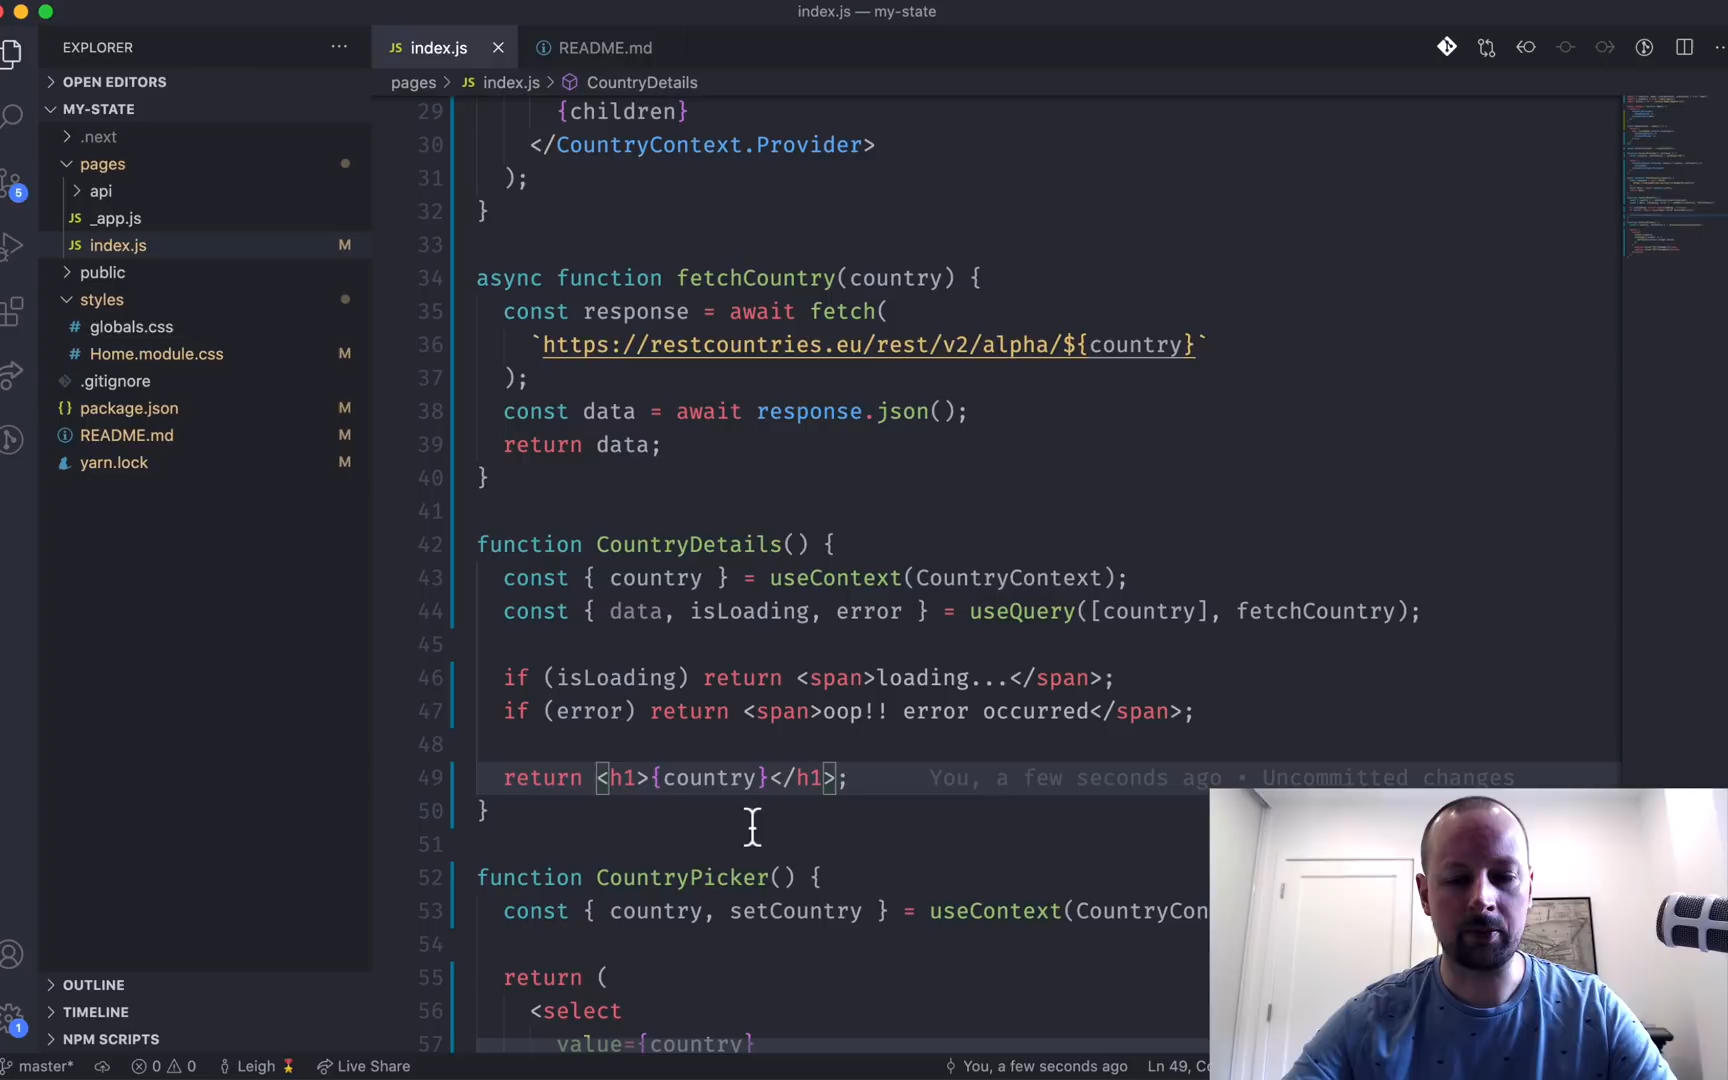 index.js — my-state
EXPLORER
OPEN EDITORS
MY-STATE
.next
pages
api
JS _app.js
JS index.js M
public
styles
# globals.css
# Home.module.css M
.gitignore
{} package.json M
README.md M
yarn.lock M
OUTLINE
TIMELINE
NPM SCRIPTS
5
1
JS index.js
README.md
pages > JS index.js > CountryDetails
29 {children}
30 </CountryContext.Provider>
31 );
32 }
33
34 async function fetchCountry(country) {
35 const response = await fetch(
36 `https://restcountries.eu/rest/v2/alpha/${country}`
37 );
38 const data = await response.json();
39 return data;
40 }
41
42 function CountryDetails() {
43 const { country } = useContext(CountryContext);
44 const { data, isLoading, error } = useQuery([country], fetchCountry);
45
46 if (isLoading) return <span>loading...</span>;
47 if (error) return <span>oop!! error occurred</span>;
48
49 return <h1>{country}</h1>; You, a few seconds ago • Uncommitted changes
50 }
51
52 function CountryPicker() {
53 const { country, setCountry } = useContext(CountryCon
54
55 return (
56 <select
57 value={country}
master* 0 0 Leigh Live Share You, a few seconds ago Ln 49, Co